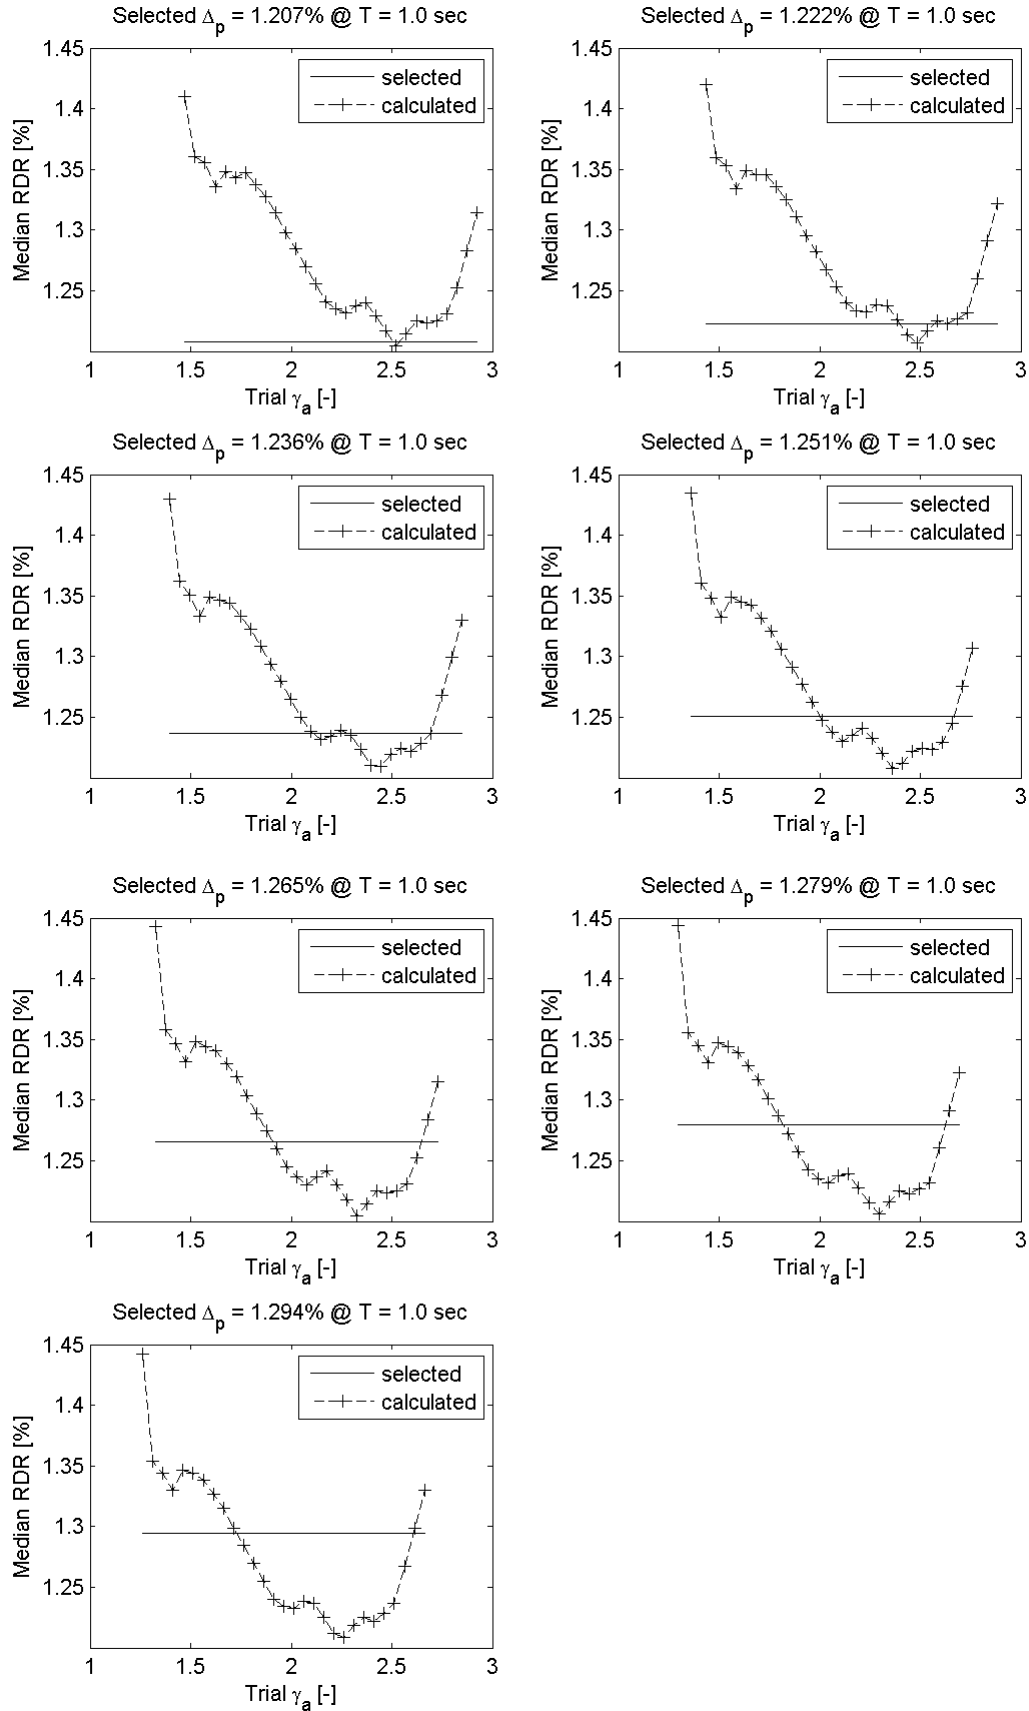 Selected Δp = 1.207% @ T = 1.0 sec
1.45
1.4
1.35
1.3
1.25
Median RDR [%]
selected
calculated
1 1.5 2 2.5 3
Trial γa [-]
Selected Δp = 1.222% @ T = 1.0 sec
1.45
1.4
1.35
1.3
1.25
Median RDR [%]
selected
calculated
1 1.5 2 2.5 3
Trial γa [-]
Selected Δp = 1.236% @ T = 1.0 sec
1.45
1.4
1.35
1.3
1.25
Median RDR [%]
selected
calculated
1 1.5 2 2.5 3
Trial γa [-]
Selected Δp = 1.251% @ T = 1.0 sec
1.45
1.4
1.35
1.3
1.25
Median RDR [%]
selected
calculated
1 1.5 2 2.5 3
Trial γa [-]
Selected Δp = 1.265% @ T = 1.0 sec
1.45
1.4
1.35
1.3
1.25
Median RDR [%]
selected
calculated
1 1.5 2 2.5 3
Trial γa [-]
Selected Δp = 1.279% @ T = 1.0 sec
1.45
1.4
1.35
1.3
1.25
Median RDR [%]
selected
calculated
1 1.5 2 2.5 3
Trial γa [-]
Selected Δp = 1.294% @ T = 1.0 sec
1.45
1.4
1.35
1.3
1.25
Median RDR [%]
selected
calculated
1 1.5 2 2.5 3
Trial γa [-]